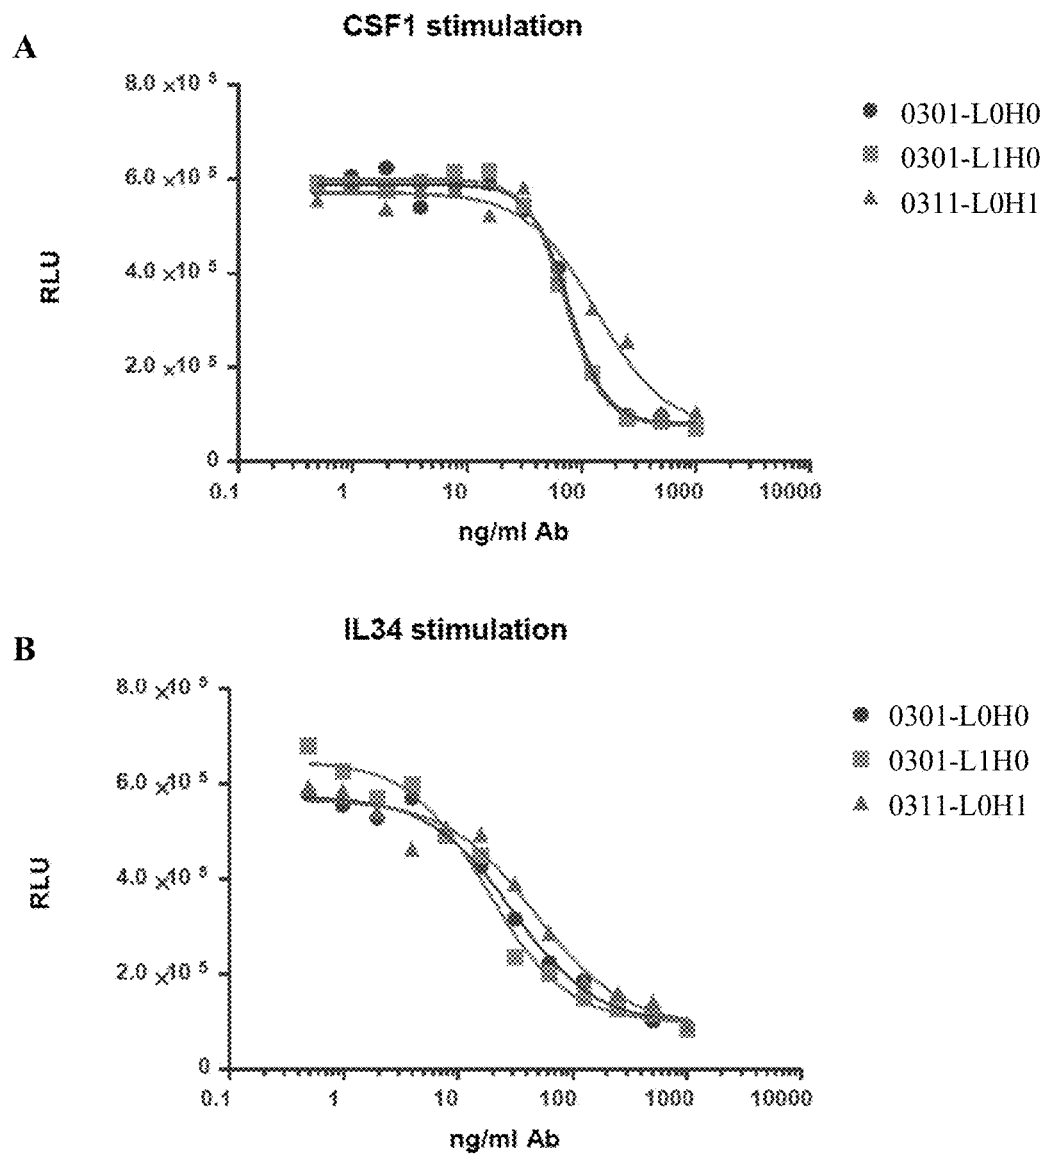 A
CSF1 stimulation
8.0 ×10 5
6.0 ×10 5
4.0 ×10 5
2.0 ×10 5
0
RLU
0.1 1 10 100 1000 10000
ng/ml Ab
0301-L0H0
0301-L1H0
0311-L0H1
B
IL34 stimulation
8.0 ×10 5
6.0 ×10 5
4.0 ×10 5
2.0 ×10 5
0
RLU
0.1 1 10 100 1000 10000
ng/ml Ab
0301-L0H0
0301-L1H0
0311-L0H1